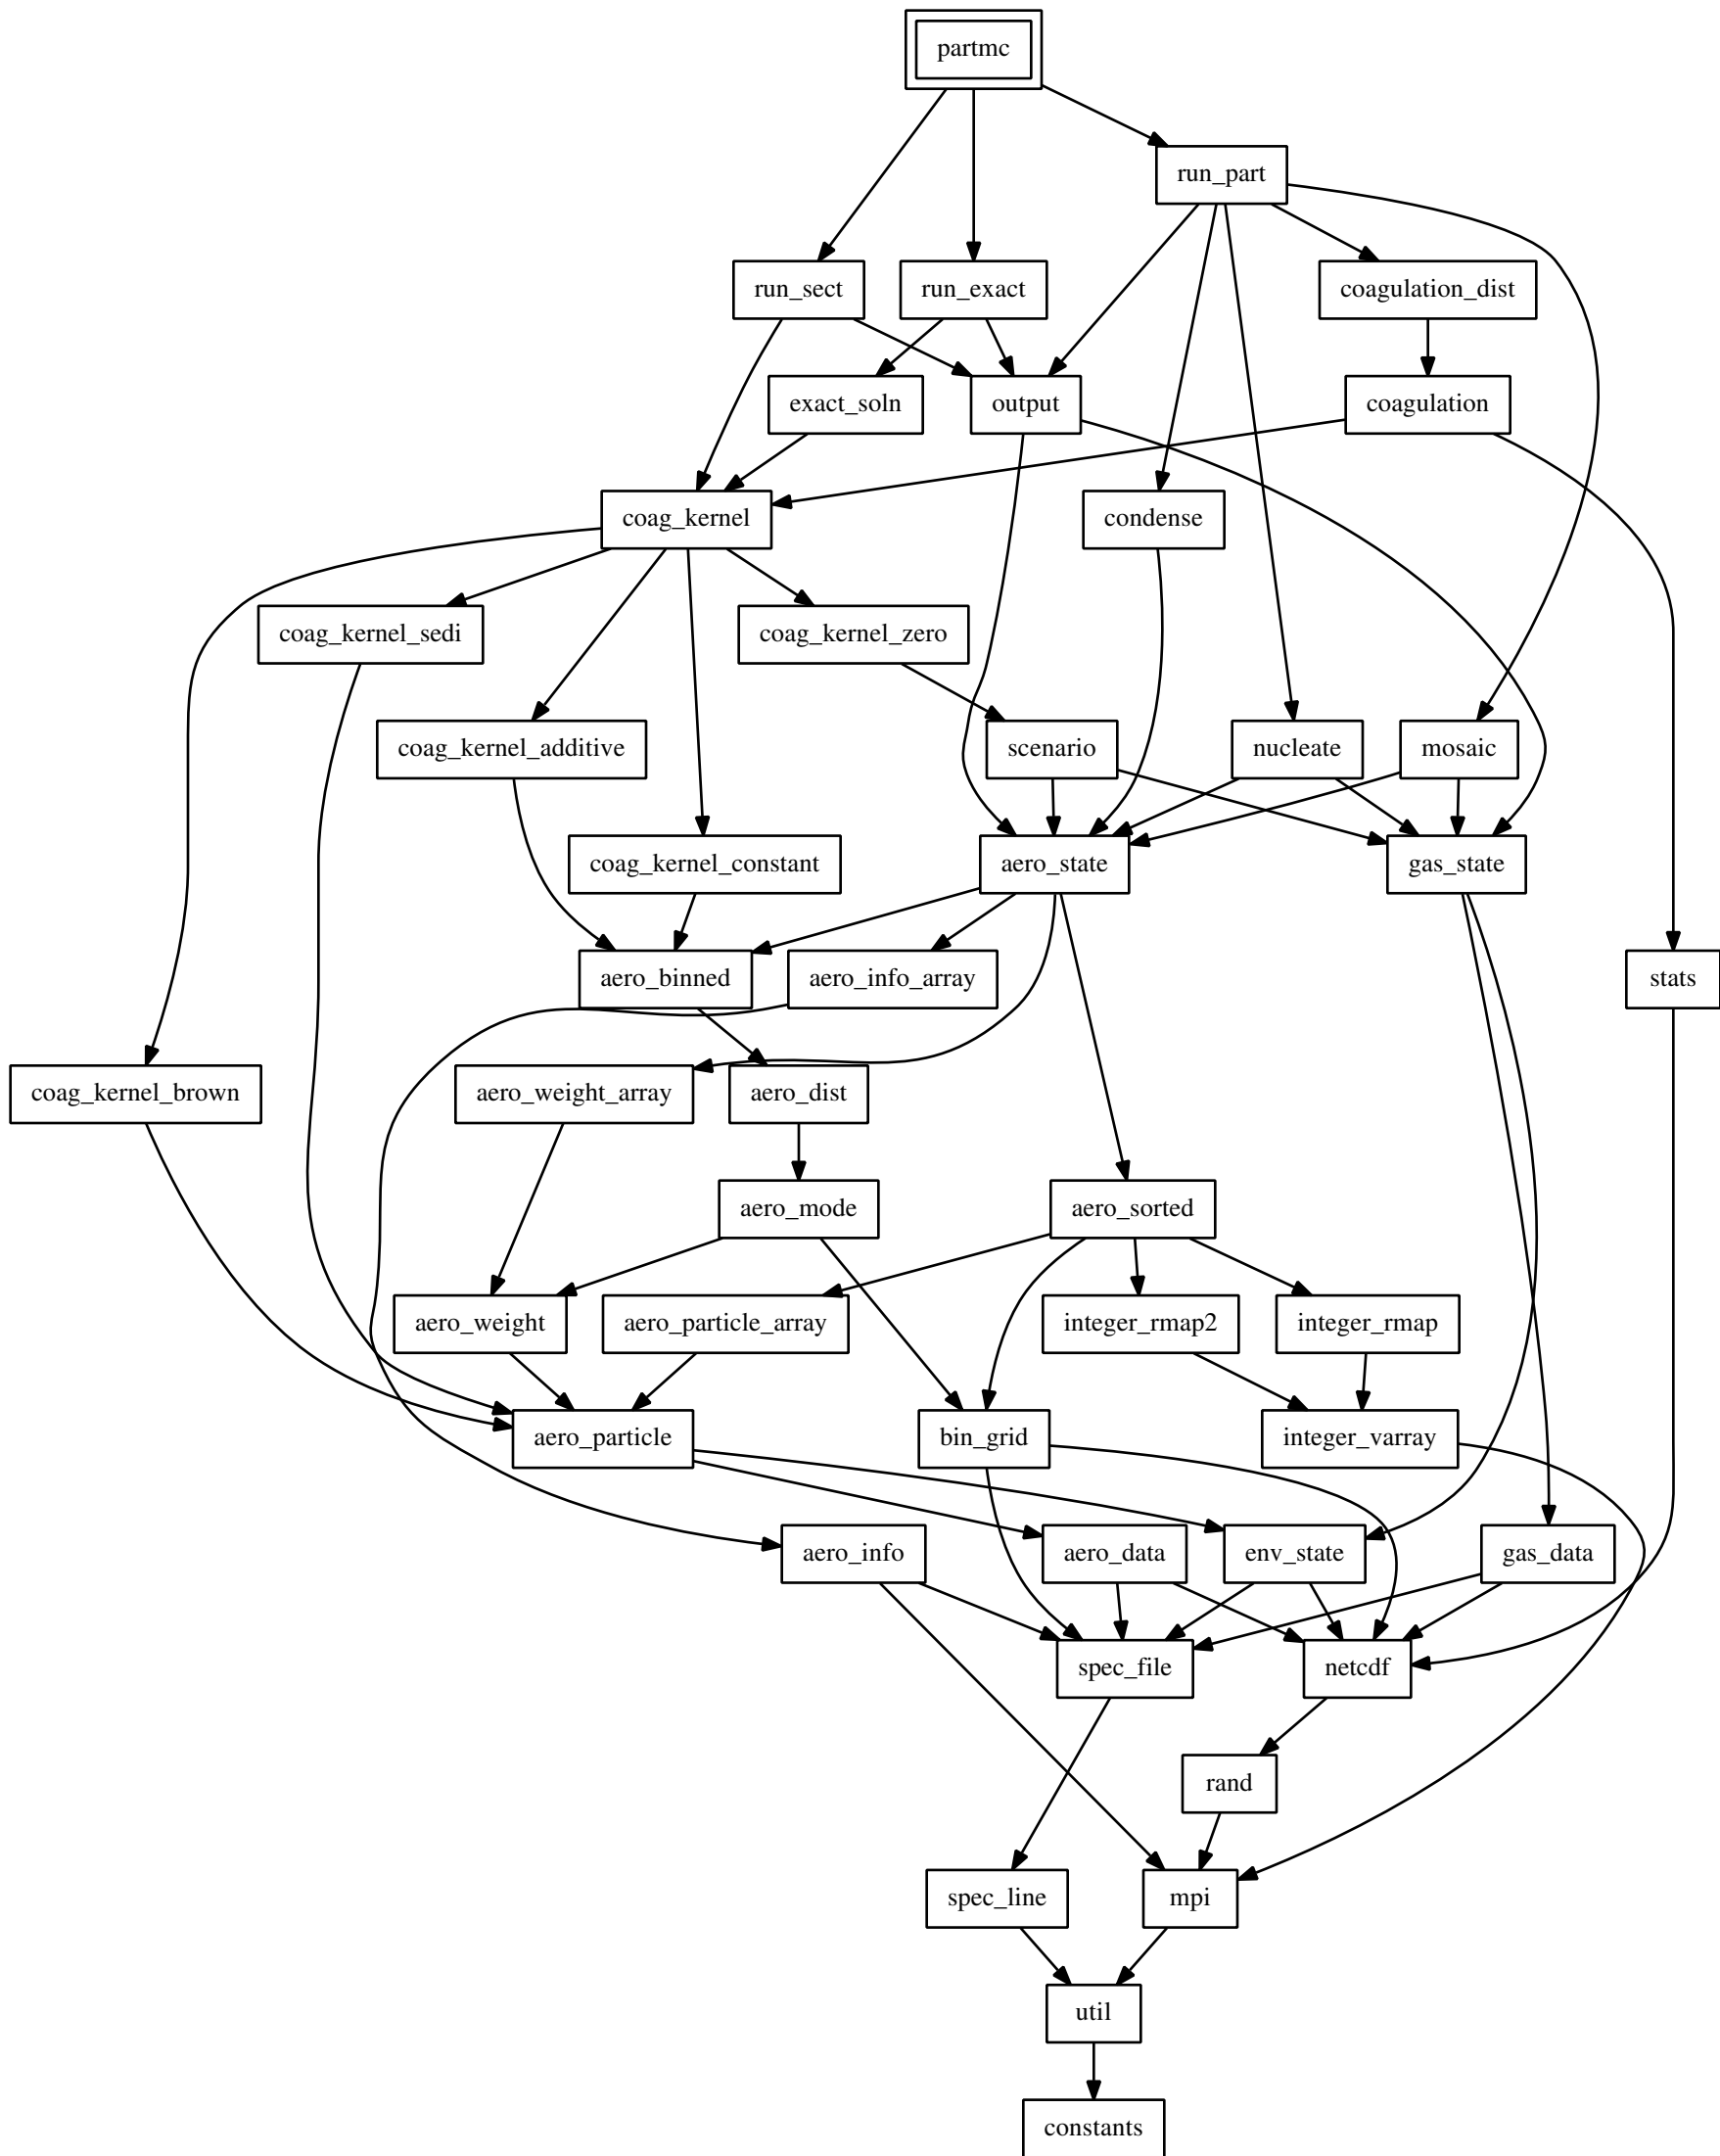 partmc
run_part
run_sect
run_exact
coagulation_dist
exact_soln
output
coagulation
coag_kernel
condense
coag_kernel_sedi
coag_kernel_zero
coag_kernel_additive
scenario
nucleate
mosaic
coag_kernel_constant
aero_state
gas_state
aero_binned
aero_info_array
stats
coag_kernel_brown
aero_weight_array
aero_dist
aero_mode
aero_sorted
aero_weight
aero_particle_array
integer_rmap2
integer_rmap
aero_particle
bin_grid
integer_varray
aero_info
aero_data
env_state
gas_data
spec_file
netcdf
rand
spec_line
mpi
util
constants